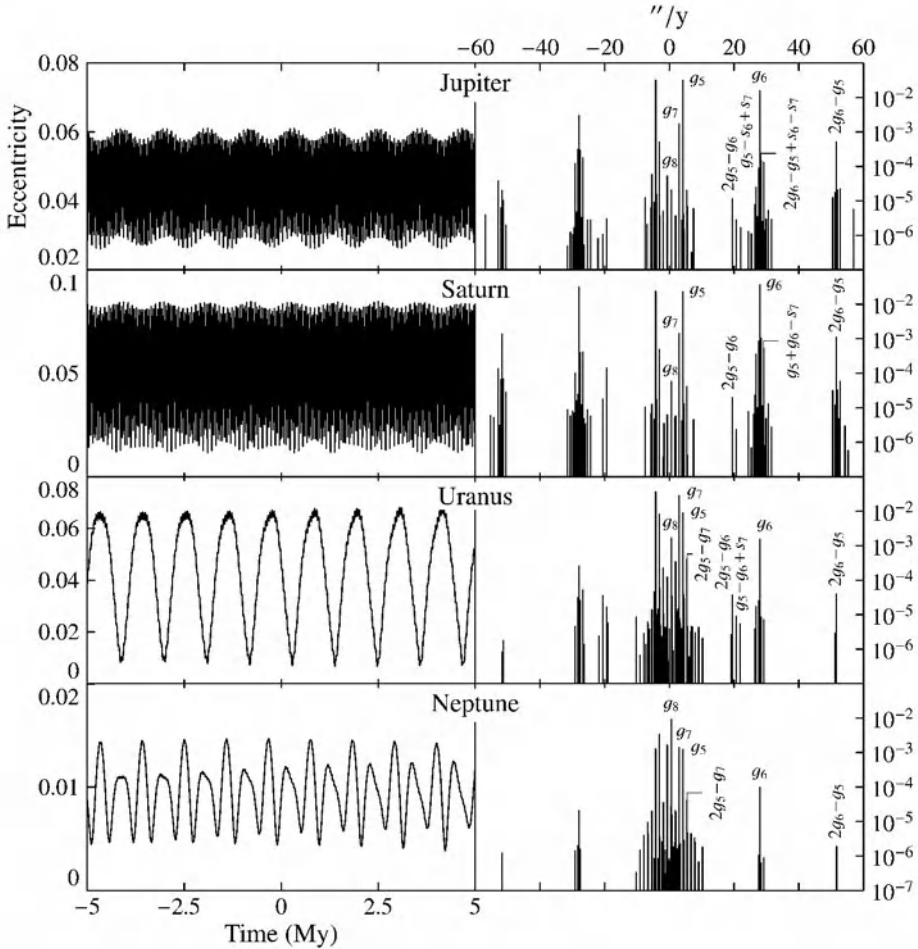 ″/y
−60 −40 −20 0 20 40 60
Eccentricity
0.08
0.06
0.04
0.02
Jupiter
g₇
g₈
g₅
2g₅−g₆
g₅−s₆+s₇
g₆
2g₆−g₅+s₆−s₇
2g₆−g₅
10⁻²
10⁻³
10⁻⁴
10⁻⁵
10⁻⁶
0.1
0.05
0
Saturn
g₇
g₈
g₅
2g₅−g₆
g₆
g₅+g₆−s₇
2g₆−g₅
10⁻²
10⁻³
10⁻⁴
10⁻⁵
10⁻⁶
0.08
0.06
0.04
0.02
0
Uranus
g₈
g₇
g₅
2g₅−g₇
2g₅−g₆
g₅−g₆+s₇
g₆
2g₆−g₅
10⁻²
10⁻³
10⁻⁴
10⁻⁵
10⁻⁶
0.02
0.01
0
Neptune
g₈
g₇
g₅
2g₅−g₇
g₆
2g₆−g₅
10⁻²
10⁻³
10⁻⁴
10⁻⁵
10⁻⁶
10⁻⁷
−5 −2.5 0 2.5 5
Time (My)